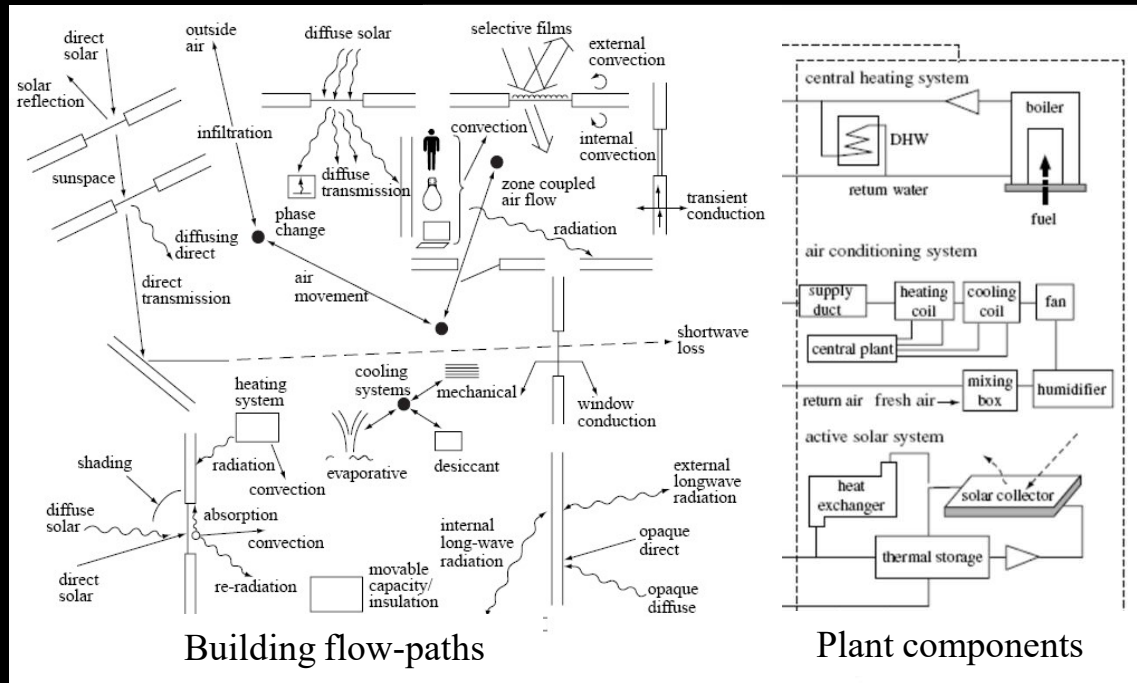 direct
solar
outside
air
diffuse solar
selective films
external
convection
solar
reflection
infiltration
convection
internal
convection
sunspace
diffuse
transmission
zone coupled
air flow
transient
conduction
phase
change
radiation
diffusing
direct
direct
transmission
air
movement
shortwave
loss
heating
system
cooling
systems
mechanical
window
conduction
evaporative
desiccant
shading
radiation
convection
external
longwave
radiation
diffuse
solar
absorption
convection
internal
long-wave
radiation
opaque
direct
direct
solar
re-radiation
movable
capacity/
insulation
opaque
diffuse
Building flow-paths
central heating system
boiler
DHW
return water
fuel
air conditioning system
supply
duct
heating
coil
cooling
coil
fan
central plant
mixing
box
humidifier
return air
fresh air
active solar system
heat
exchanger
solar collector
thermal storage
Plant components